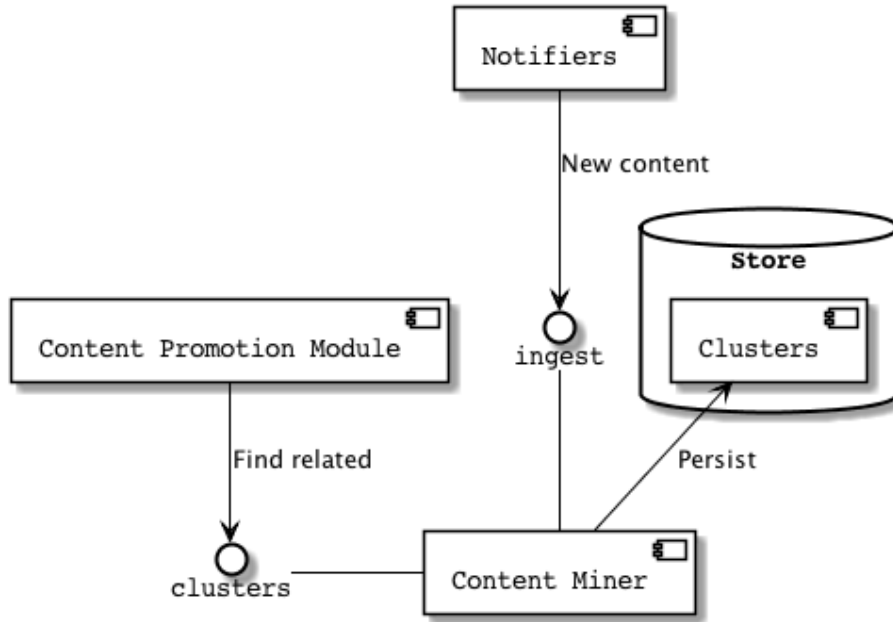 Notifiers
New content
Store
Content Promotion Module
ingest
Clusters
Find related
Persist
clusters
Content Miner